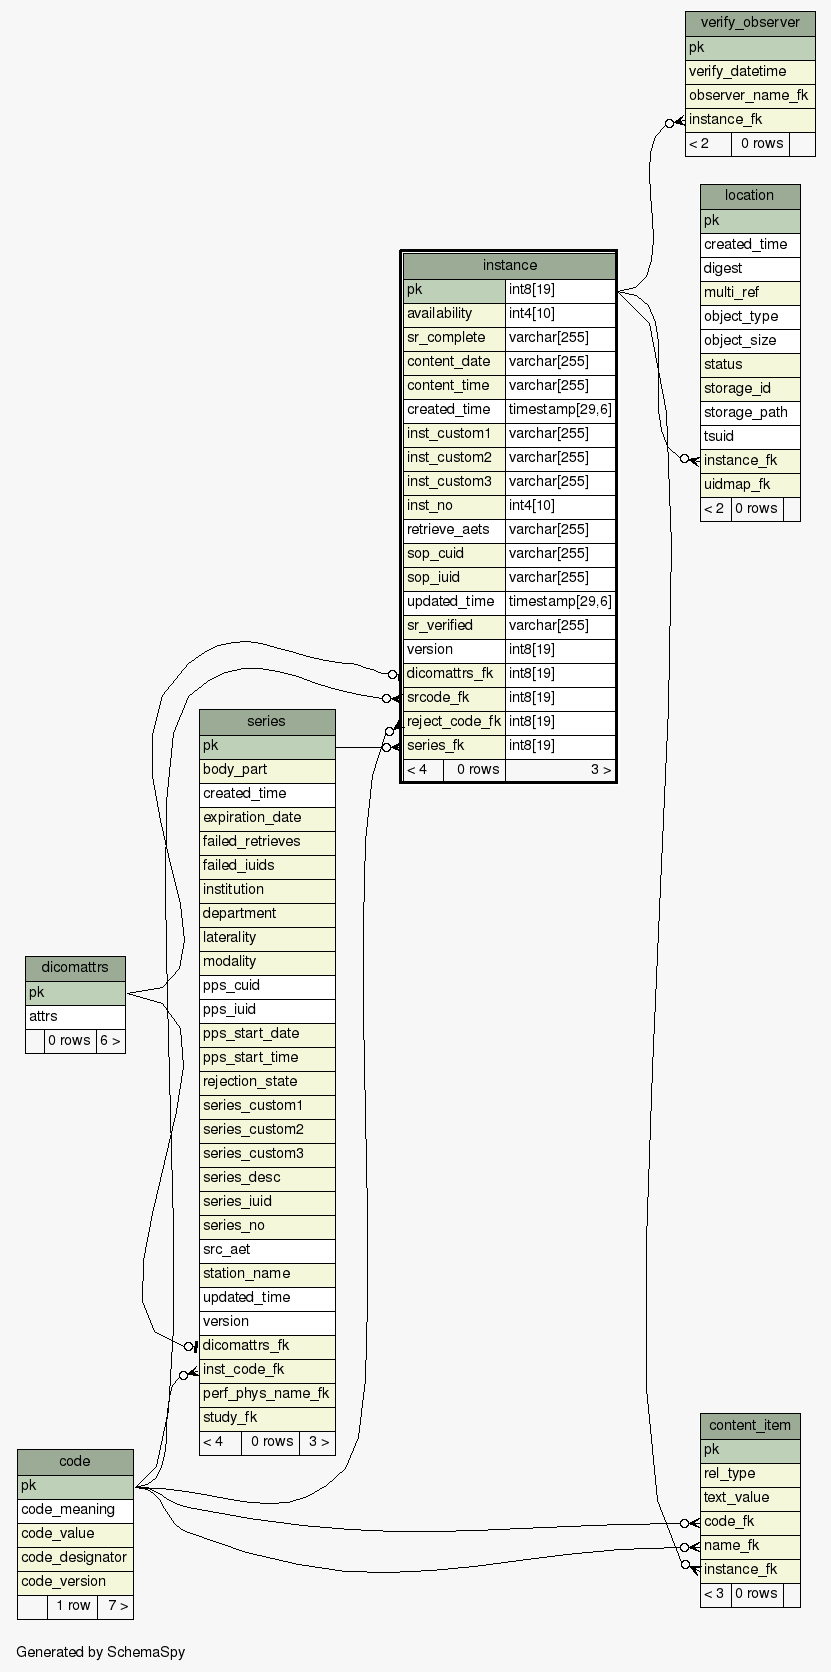 verify_observer
pk
verify_datetime
observer_name_fk
instance_fk
< 2 0 rows
location
pk
created_time
digest
multi_ref
object_type
object_size
status
storage_id
storage_path
tsuid
instance_fk
uidmap_fk
< 2 0 rows
instance
pk int8[19]
availability int4[10]
sr_complete varchar[255]
content_date varchar[255]
content_time varchar[255]
created_time timestamp[29,6]
inst_custom1 varchar[255]
inst_custom2 varchar[255]
inst_custom3 varchar[255]
inst_no int4[10]
retrieve_aets varchar[255]
sop_cuid varchar[255]
sop_iuid varchar[255]
updated_time timestamp[29,6]
sr_verified varchar[255]
version int8[19]
dicomattrs_fk int8[19]
srcode_fk int8[19]
reject_code_fk int8[19]
series_fk int8[19]
< 4 0 rows 3 >
series
pk
body_part
created_time
expiration_date
failed_retrieves
failed_iuids
institution
department
laterality
modality
pps_cuid
pps_iuid
pps_start_date
pps_start_time
rejection_state
series_custom1
series_custom2
series_custom3
series_desc
series_iuid
series_no
src_aet
station_name
updated_time
version
dicomattrs_fk
inst_code_fk
perf_phys_name_fk
study_fk
< 4 0 rows 3 >
dicomattrs
pk
attrs
0 rows 6 >
code
pk
code_meaning
code_value
code_designator
code_version
1 row 7 >
content_item
pk
rel_type
text_value
code_fk
name_fk
instance_fk
< 3 0 rows
Generated by SchemaSpy